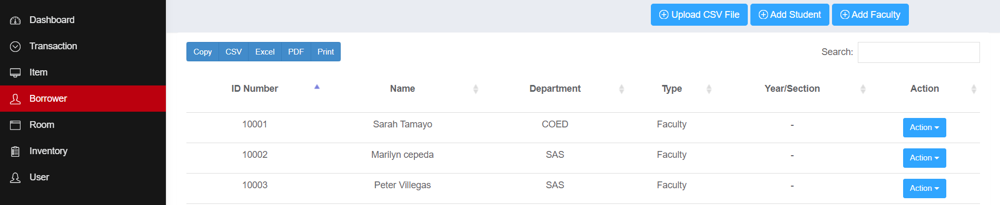 Dashboard
Transaction
Item
Borrower
Room
Inventory
User
Upload CSV File Add Student Add Faculty
Copy CSV Excel PDF Print
Search:
ID Number Name Department Type Year/Section Action
10001 Sarah Tamayo COED Faculty - Action
10002 Marilyn cepeda SAS Faculty - Action
10003 Peter Villegas SAS Faculty - Action